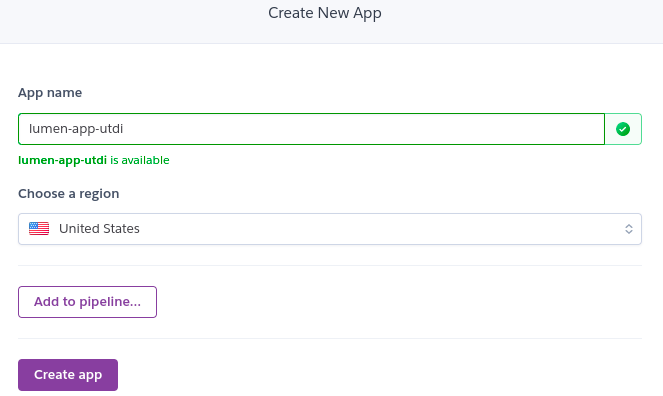 Create New App
App name
lumen-app-utdi
lumen-app-utdi is available
Choose a region
United States
Add to pipeline...
Create app